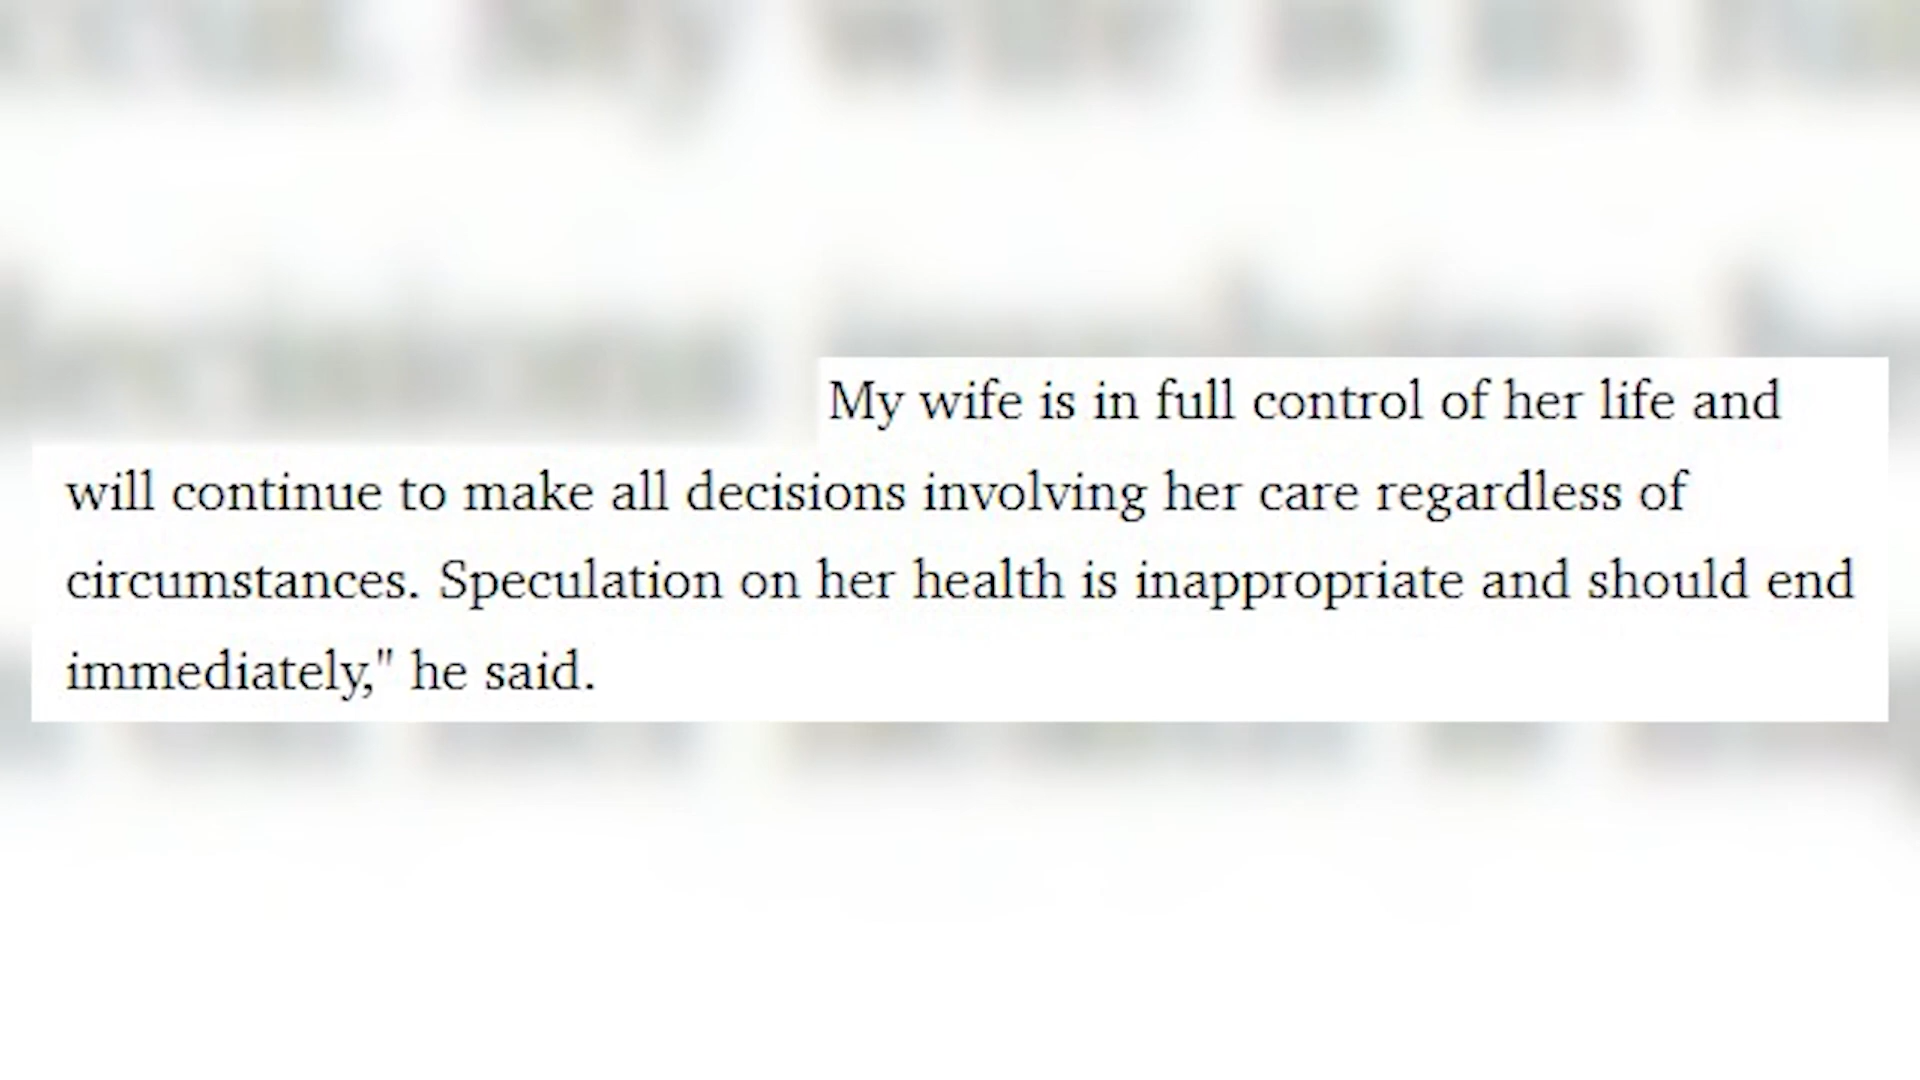 My wife is in full control of her life and
will continue to make all decisions involving her care regardless of
circumstances. Speculation on her health is inappropriate and should end
immediately," he said.